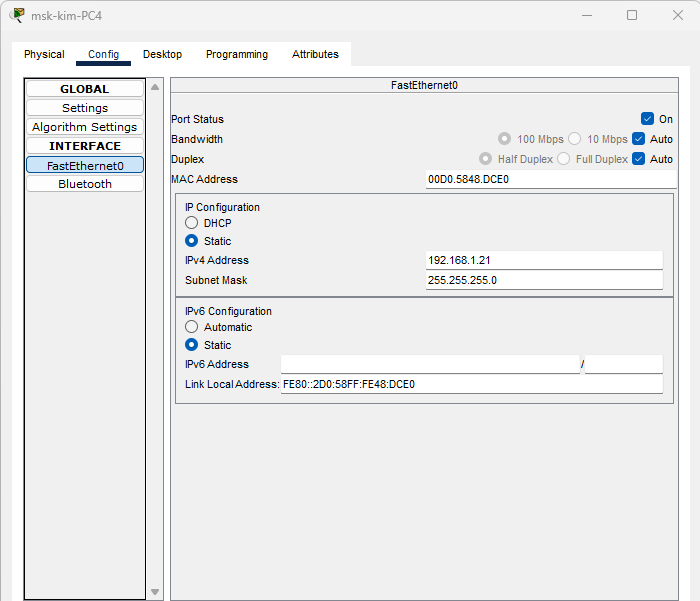 msk-kim-PC4
Physical Config Desktop Programming Attributes
GLOBAL
Settings
Algorithm Settings
INTERFACE
FastEthernet0
Bluetooth
FastEthernet0
Port Status On
Bandwidth 100 Mbps 10 Mbps Auto
Duplex Half Duplex Full Duplex Auto
MAC Address 00D0.5848.DCE0
IP Configuration
DHCP
Static
IPv4 Address 192.168.1.21
Subnet Mask 255.255.255.0
IPv6 Configuration
Automatic
Static
IPv6 Address /
Link Local Address: FE80::2D0:58FF:FE48:DCE0